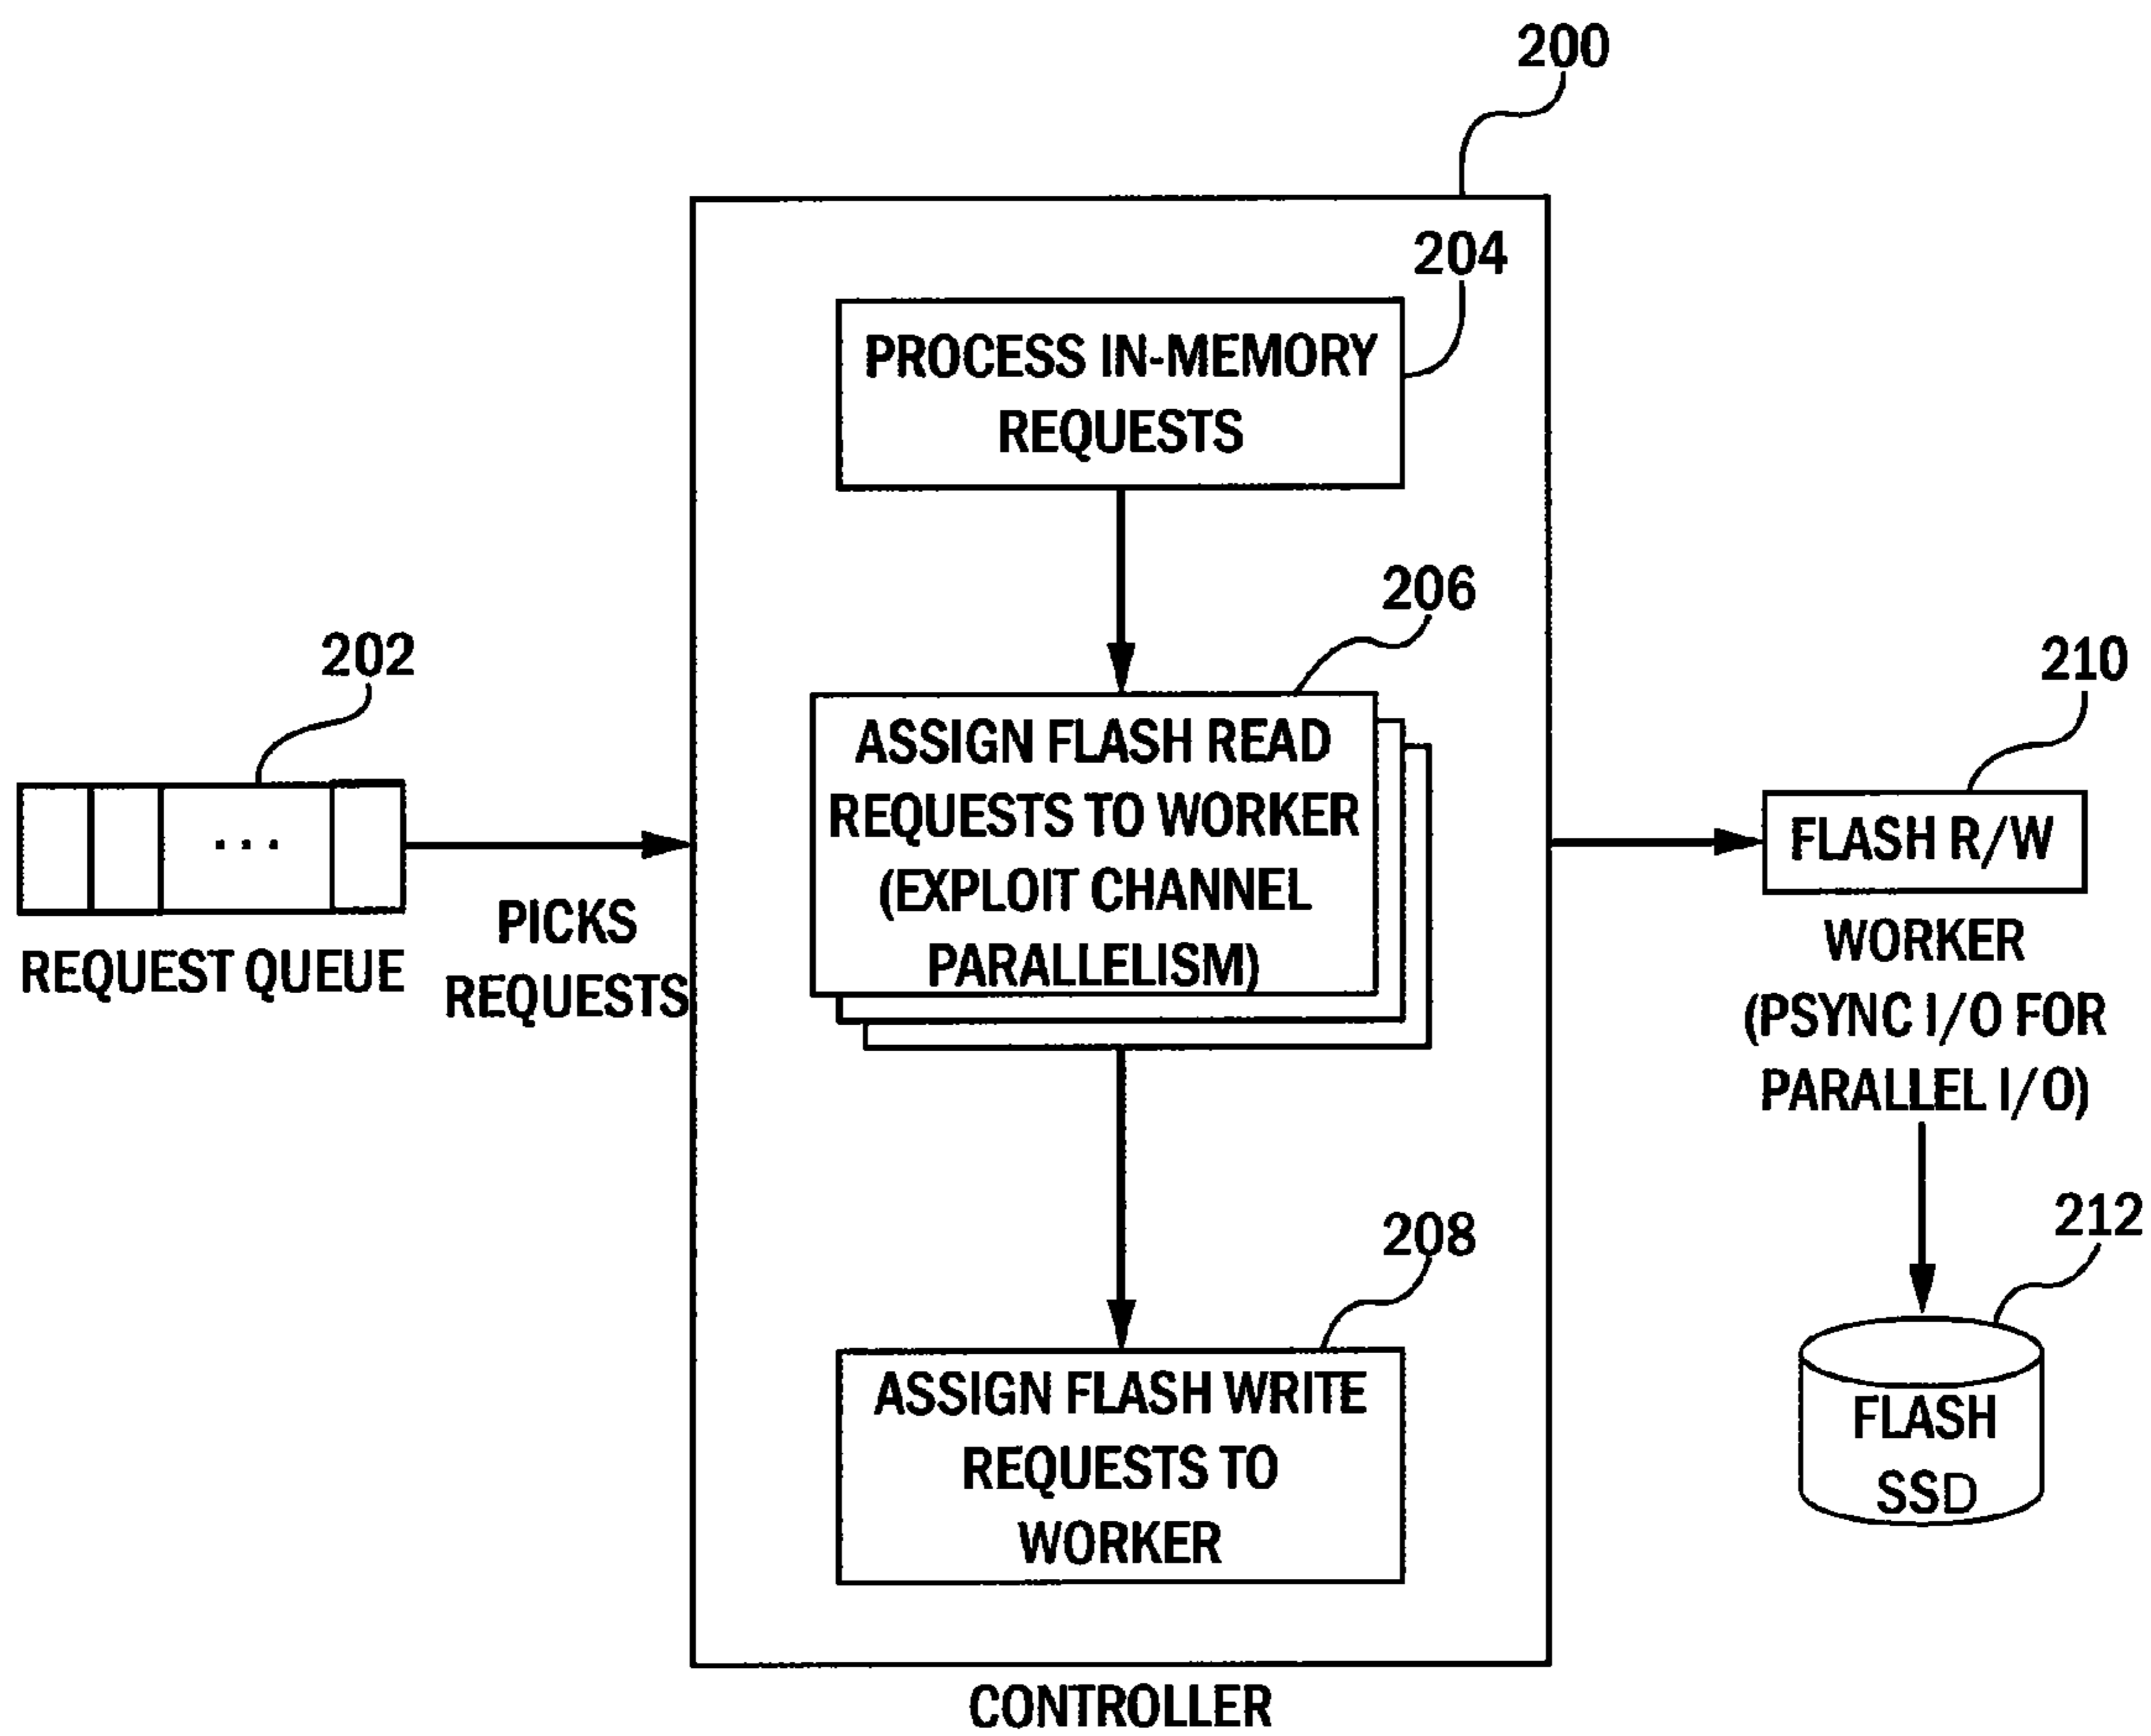 200
204
PROCESS IN-MEMORY
REQUESTS
206
202
210
ASSIGN FLASH READ
REQUESTS TO WORKER
(EXPLOIT CHANNEL
PARALLELISM)
...
REQUEST QUEUE
PICKS
REQUESTS
FLASH R/W
WORKER
(PSYNC I/O FOR
PARALLEL I/O)
208
212
ASSIGN FLASH WRITE
REQUESTS TO
WORKER
FLASH
SSD
CONTROLLER